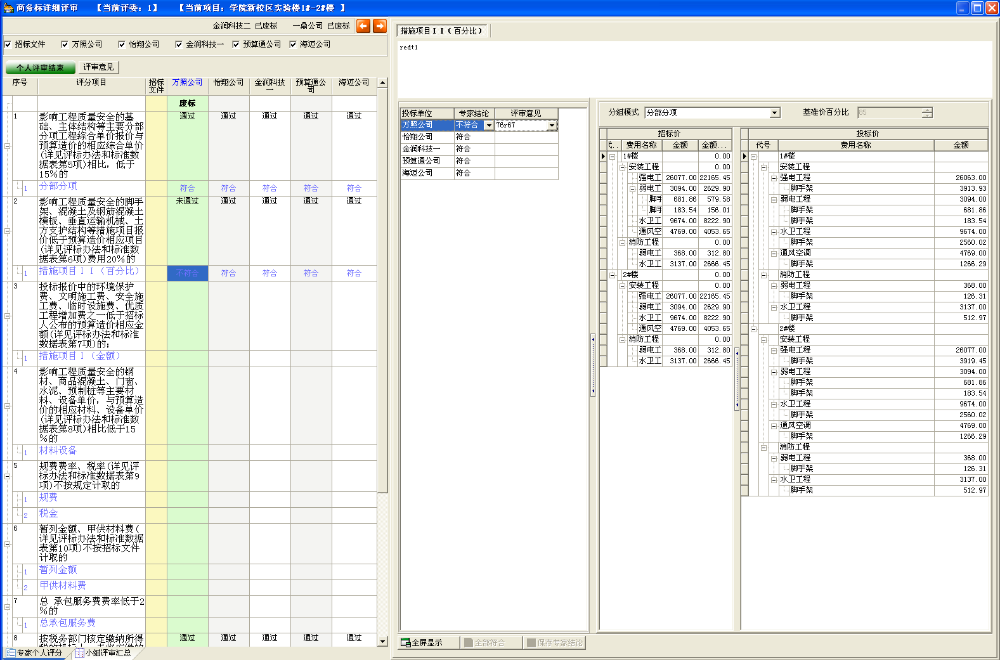 商务标详细评审 【当前评委：1】 【当前项目：学院新校区实验楼1#-2#楼 】
金润科技二 已废标 一鼎公司 已废标
招标文件 万照公司 怡翔公司 金润科技一 预算通公司 海迈公司
个人评审结束 评审意见
序号 评分项目 招标文件 万照公司 怡翔公司 金润科技一 预算通公司 海迈公司
废标
1 影响工程质量安全的基 通过 通过 通过 通过 通过
础、主体结构等主要分部
分项工程综合单价报价与
预算造价的相应综合单价
(详见评标办法和标准数
据表第5项)相比，低于
15%的
1 分部分项 符合 符合 符合 符合 符合
2 影响工程质量安全的脚手 未通过 通过 通过 通过 通过
架、混凝土及钢筋混凝土
模板、垂直运输机械、土
方支护结构等措施项目报
价低于预算造价相应项目
(详见评标办法和标准数
据表第6项)费用20%的
1 措施项目ＩＩ（百分比） 不符合 符合 符合 符合 符合
3 投标报价中的环境保护
费、文明施工费、安全施
工费、临时设施费、优质
工程增加费之一低于招标
人公布的预算造价相应金
额(详见评标办法和标准
数据表第7项)的；
1 措施项目Ｉ（金额）
4 影响工程质量安全的钢
材、商品混凝土、门窗、
水泥、预制桩等主要材
料、设备单价，与预算造
价的相应材料、设备单价
(详见评标办法和标准数
据表第8项)相比低于15
%的
1 材料设备
5 规费费率、税率(详见评
标办法和标准数据表第9
项)不按规定计取的
1 规费
2 税金
6 暂列金额、甲供材料费(
详见评标办法和标准数据
表第10项)不按招标文件
计取的
1 暂列金额
2 甲供材料费
7 总 承包服务费费率低于2
%的
1 总承包服务费
8 按税务部门核定缴纳所得 通过 通过 通过 通过 通过
专家个人评分 小组评审汇总
措施项目ＩＩ（百分比）
redt1
投标单位 专家结论 评审意见
万照公司 不符合 76r67
怡翔公司 符合
金润科技一 符合
预算通公司 符合
海迈公司 符合
全屏显示 全部符合 保存专家结论
分组模式 分部分项 基准价百分比 85
招标价
代.. 费用名称 金额 金额...
1#楼 0.00
安装工程 0.00
强电工 26077.00 22165.45
弱电工 3094.00 2629.90
脚手 681.86 579.58
脚手 183.54 156.01
水卫工 9674.00 8222.90
通风空 4769.00 4053.65
消防工程 0.00
弱电工 368.00 312.80
水卫工 3137.00 2666.45
2#楼 0.00
安装工程 0.00
强电工 26077.00 22165.45
弱电工 3094.00 2629.90
水卫工 9674.00 8222.90
通风空 4769.00 4053.65
消防工程 0.00
弱电工 368.00 312.80
水卫工 3137.00 2666.45
投标价
代号 费用名称 金额
1#楼
安装工程
强电工程 26063.00
脚手架 3913.93
弱电工程 3094.00
脚手架 681.86
脚手架 183.54
水卫工程 9674.00
脚手架 2560.02
通风空调 4769.00
脚手架 1266.29
消防工程
弱电工程 368.00
脚手架 126.31
水卫工程 3137.00
脚手架 512.97
2#楼
安装工程
强电工程 26077.00
脚手架 3919.45
弱电工程 3094.00
脚手架 681.86
脚手架 183.54
水卫工程 9674.00
脚手架 2560.02
通风空调 4769.00
脚手架 1266.29
消防工程
弱电工程 368.00
脚手架 126.31
水卫工程 3137.00
脚手架 512.97